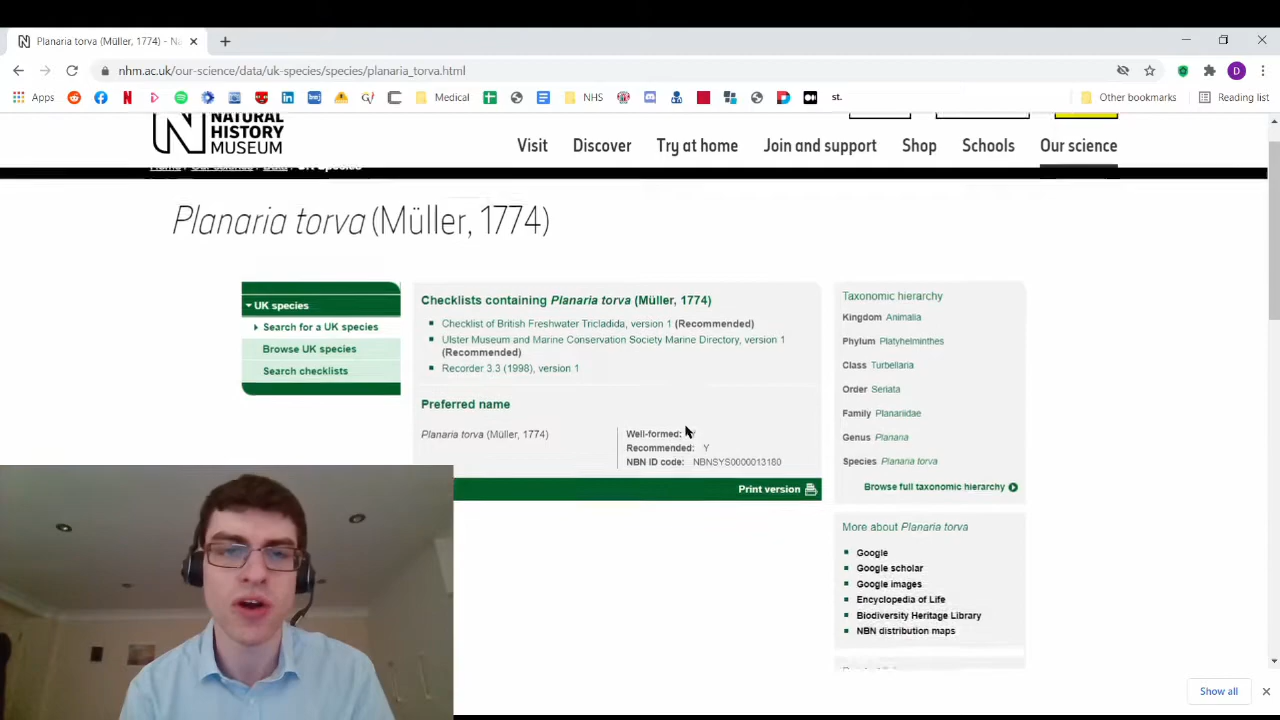 Planaria torva (Müller, 1774) - Na
nhm.ac.uk/our-science/data/uk-species/species/planaria_torva.html
D
Apps
Medical
NHS
st.
Other bookmarks
Reading list
N
NATURAL
HISTORY
MUSEUM
Visit
Discover
Try at home
Join and support
Shop
Schools
Our science
Planaria torva (Müller, 1774)
UK species
Search for a UK species
Browse UK species
Search checklists
Checklists containing Planaria torva (Müller, 1774)
Checklist of British Freshwater Tricladida, version 1 (Recommended)
Ulster Museum and Marine Conservation Society Marine Directory, version 1
(Recommended)
Recorder 3.3 (1998), version 1
Preferred name
Planaria torva (Müller, 1774)
Well-formed: Y
Recommended: Y
NBN ID code: NBNSYS0000013180
Print version
Taxonomic hierarchy
Kingdom Animalia
Phylum Platyhelminthes
Class Turbellaria
Order Seriata
Family Planariidae
Genus Planaria
Species Planaria torva
Browse full taxonomic hierarchy
More about Planaria torva
Google
Google scholar
Google images
Encyclopedia of Life
Biodiversity Heritage Library
NBN distribution maps
Show all